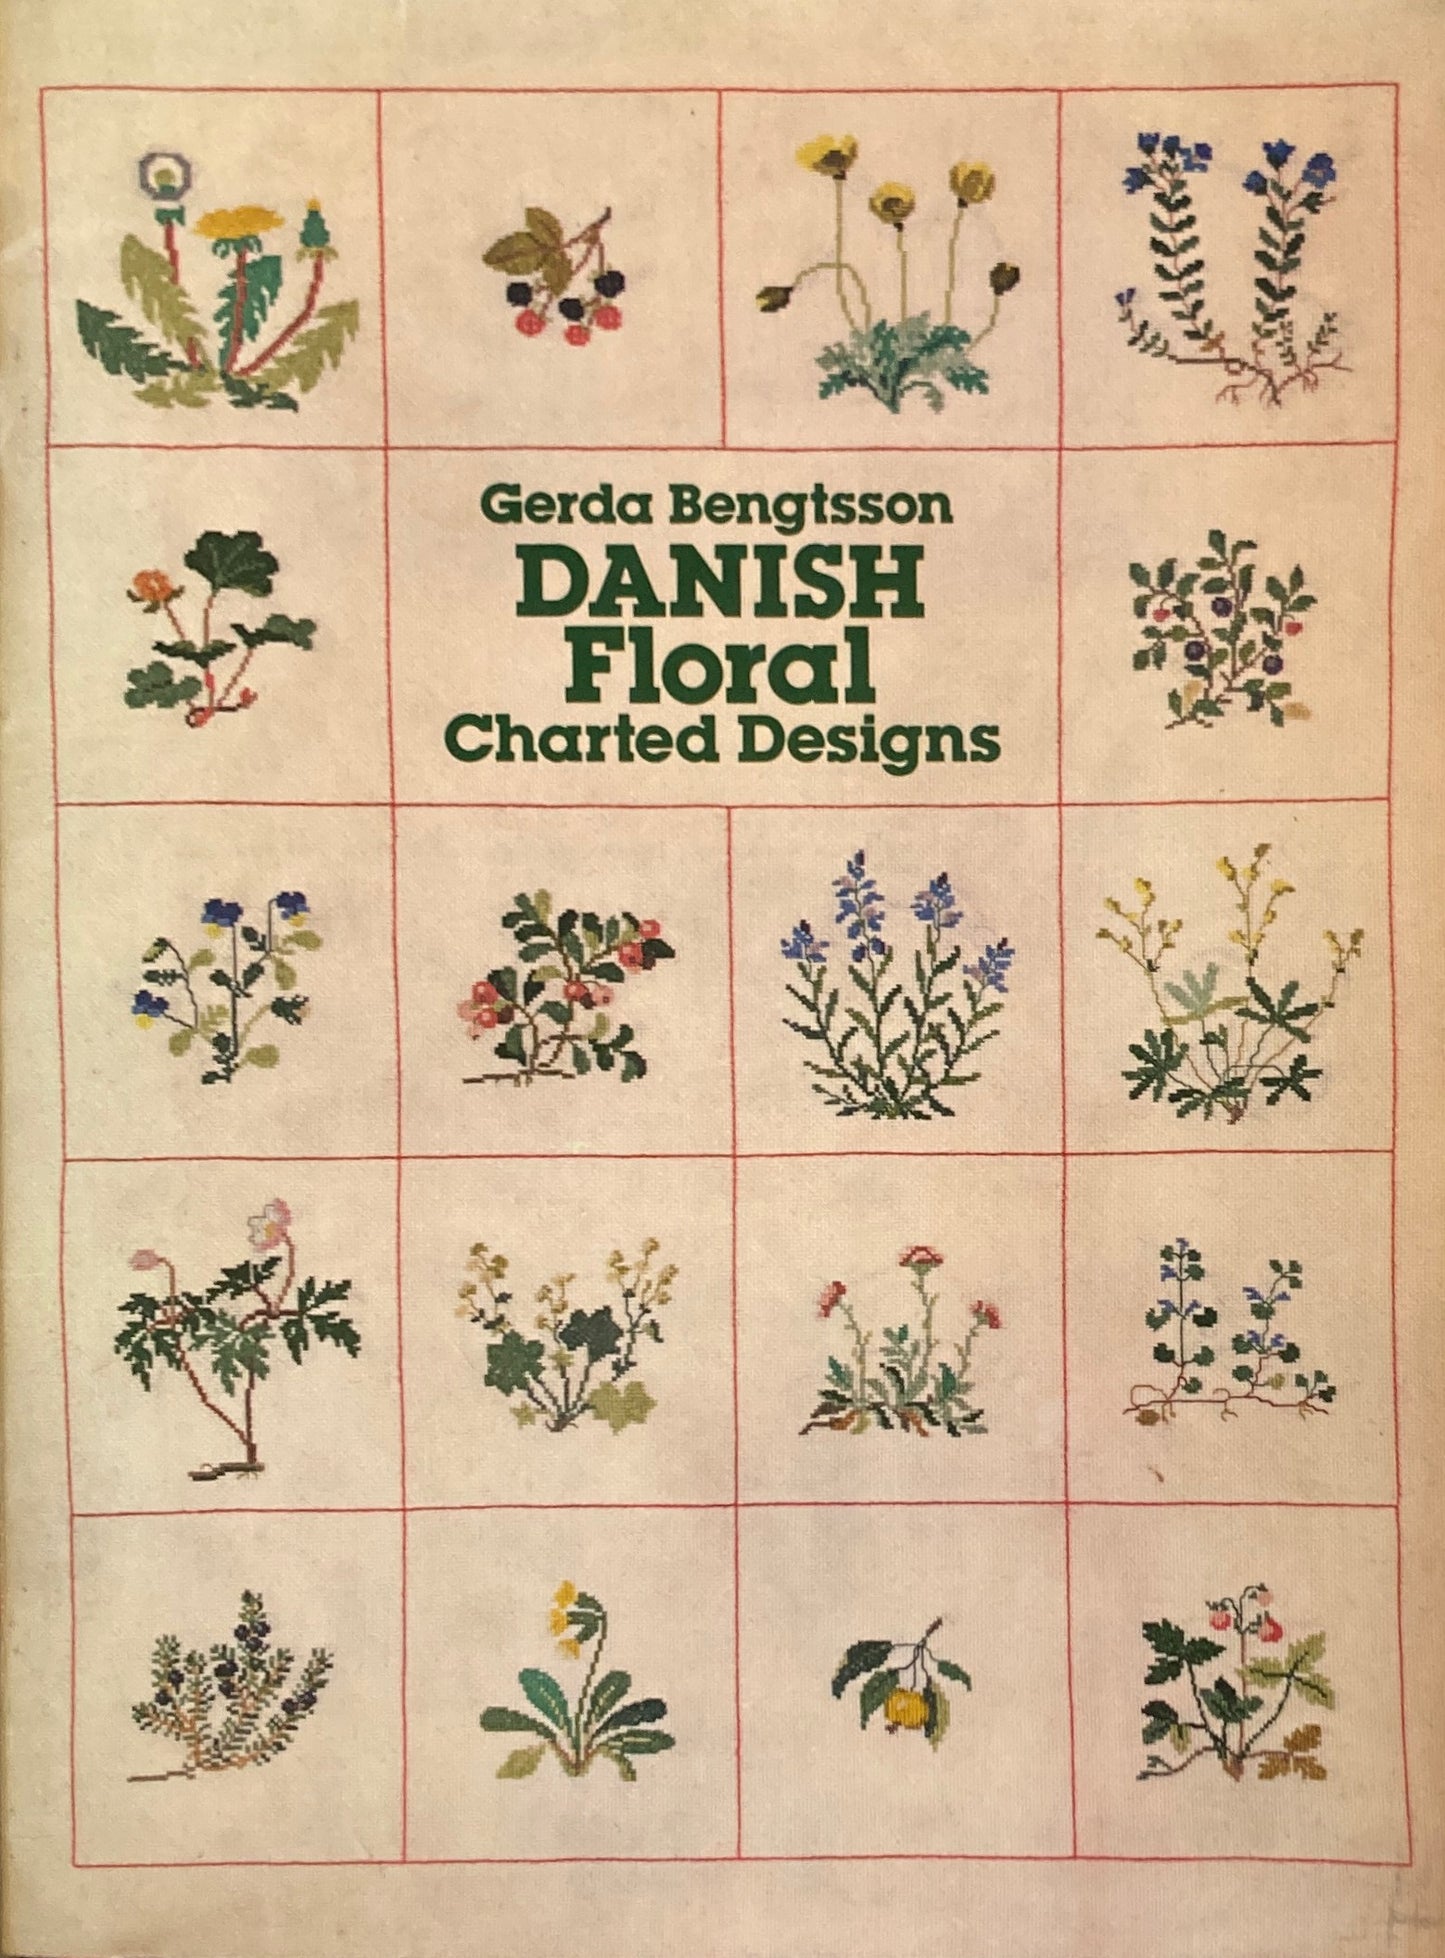 Gerda Bengtsson
DANISH
Floral
Charted Designs